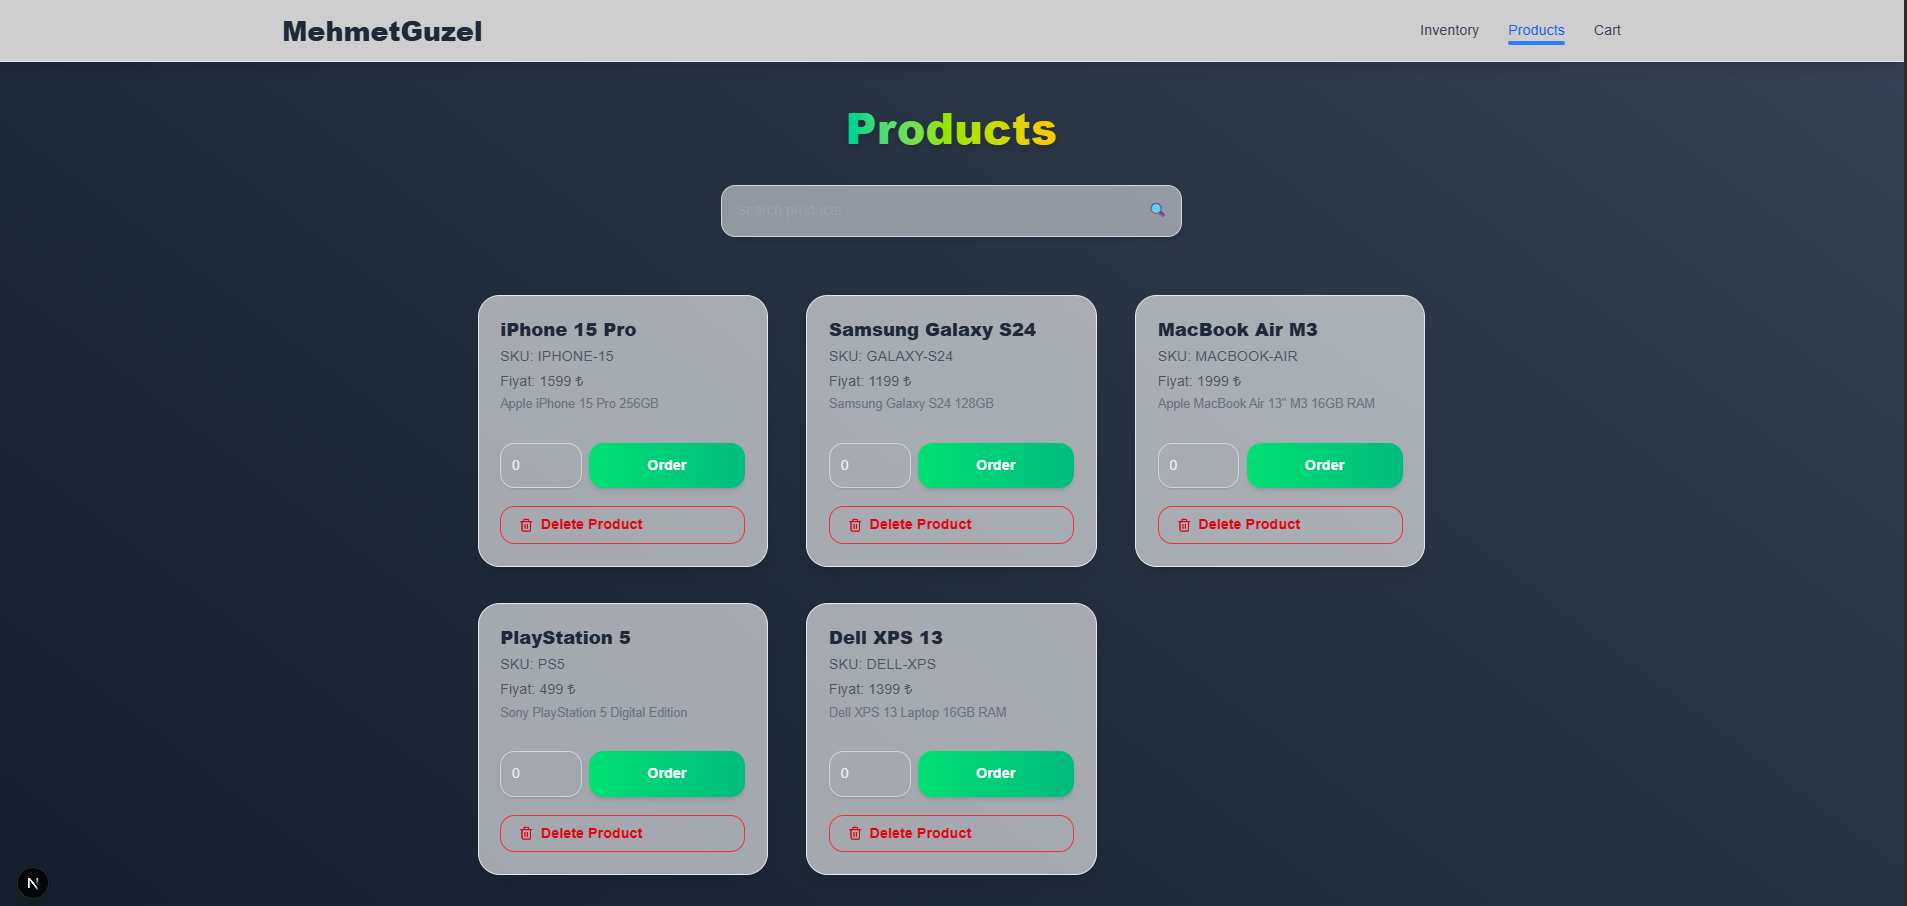 MehmetGuzel
Inventory
Products
Cart
Products
Search products...
iPhone 15 Pro
SKU: IPHONE-15
Fiyat: 1599 ₺
Apple iPhone 15 Pro 256GB
0
Order
Delete Product
Samsung Galaxy S24
SKU: GALAXY-S24
Fiyat: 1199 ₺
Samsung Galaxy S24 128GB
0
Order
Delete Product
MacBook Air M3
SKU: MACBOOK-AIR
Fiyat: 1999 ₺
Apple MacBook Air 13" M3 16GB RAM
0
Order
Delete Product
PlayStation 5
SKU: PS5
Fiyat: 499 ₺
Sony PlayStation 5 Digital Edition
0
Order
Delete Product
Dell XPS 13
SKU: DELL-XPS
Fiyat: 1399 ₺
Dell XPS 13 Laptop 16GB RAM
0
Order
Delete Product
N